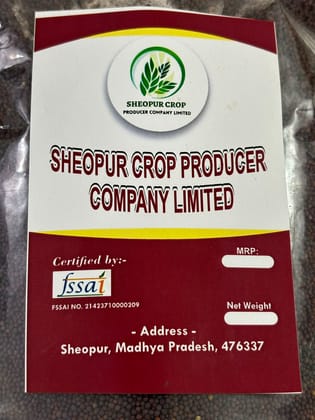 SHEOPUR CROP
PRODUCER COMPANY LIMITED
SHEOPUR CROP PRODUCER
COMPANY LIMITED
Certified by:-
fssai
FSSAI NO. 21423710000209
MRP:
Net Weight
- Address -
Sheopur, Madhya Pradesh, 476337